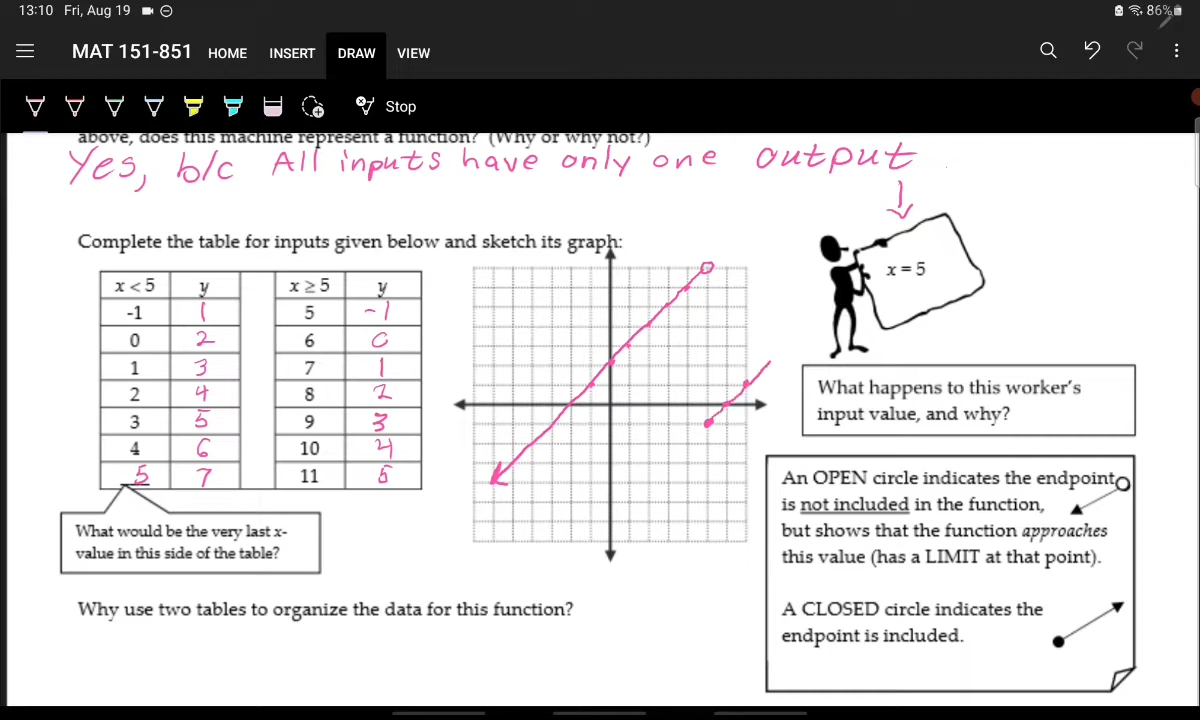 13:10 Fri, Aug 19 86%
MAT 151-851 HOME INSERT DRAW VIEW
Stop
above, does this machine represent a function? (Why or why not?)
Yes, b/c All inputs have only one output
Complete the table for inputs given below and sketch its graph:
x < 5 y x ≥ 5 y
-1 1 5 -1
0 2 6 0
1 3 7 1
2 4 8 2
3 5 9 3
4 6 10 4
5 7 11 5
What would be the very last x-
value in this side of the table?
Why use two tables to organize the data for this function?
x = 5
What happens to this worker's
input value, and why?
An OPEN circle indicates the endpoint
is not included in the function,
but shows that the function approaches
this value (has a LIMIT at that point).
A CLOSED circle indicates the
endpoint is included.